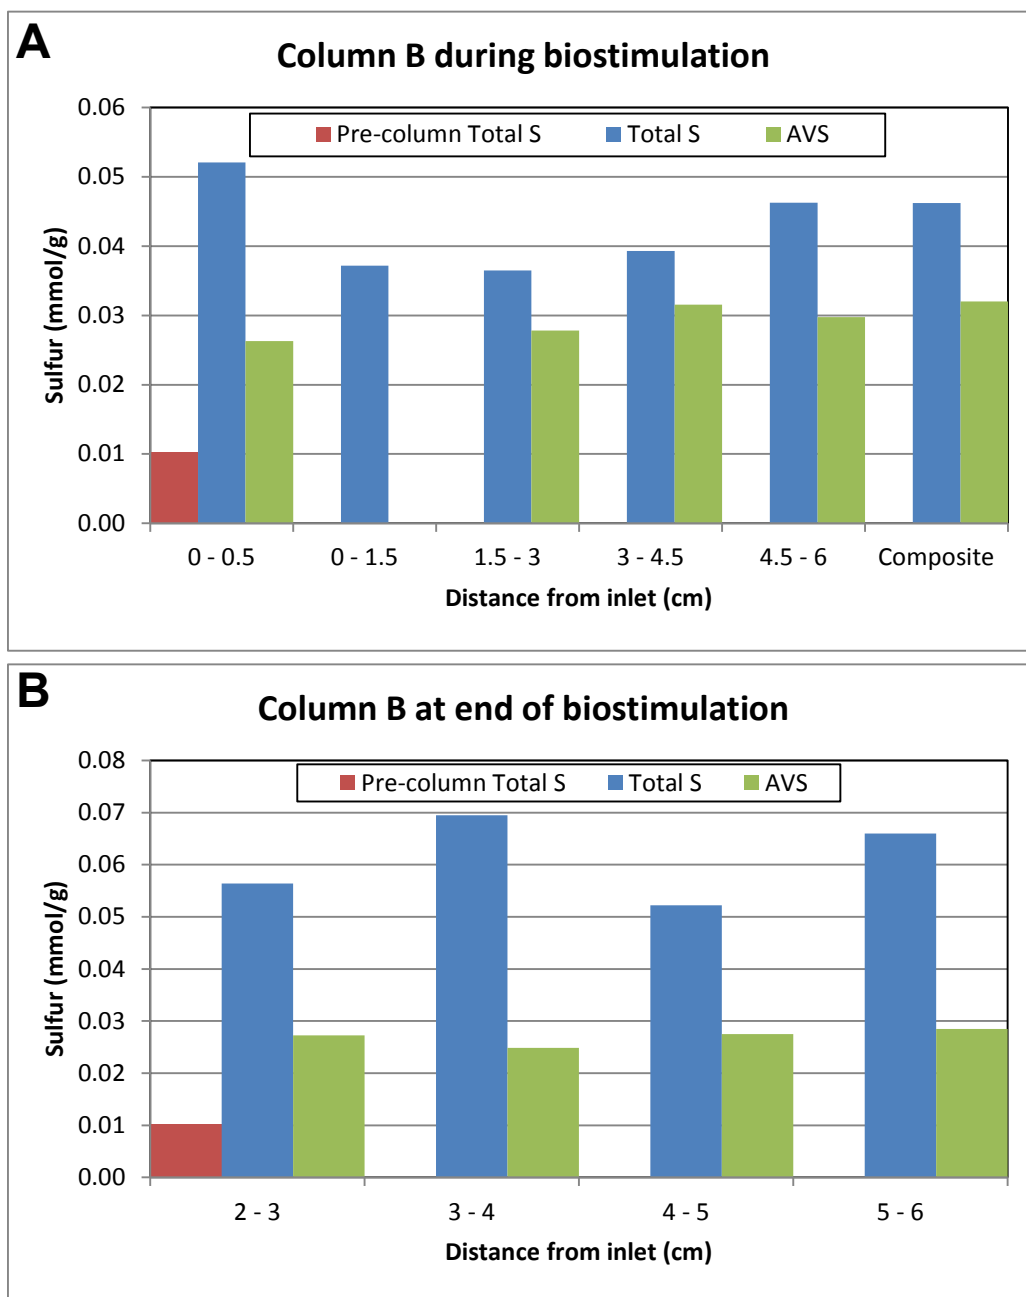 A
Column B during biostimulation
Pre-column Total S Total S AVS
Sulfur (mmol/g)
0.06
0.05
0.04
0.03
0.02
0.01
0.00
0 - 0.5 0 - 1.5 1.5 - 3 3 - 4.5 4.5 - 6 Composite
Distance from inlet (cm)
B
Column B at end of biostimulation
Pre-column Total S Total S AVS
Sulfur (mmol/g)
0.08
0.07
0.06
0.05
0.04
0.03
0.02
0.01
0.00
2 - 3 3 - 4 4 - 5 5 - 6
Distance from inlet (cm)